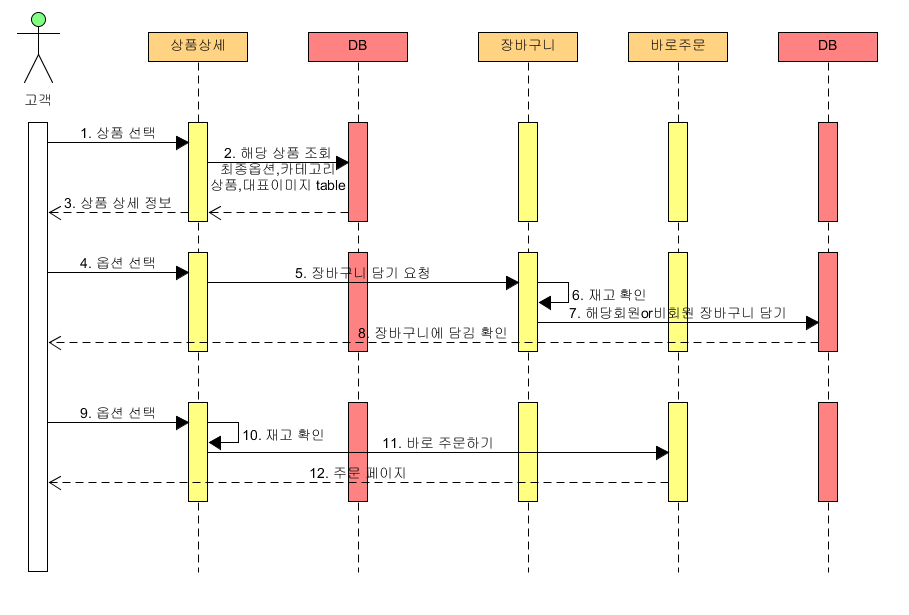 고객
상품상세
DB
장바구니
바로주문
DB
1. 상품 선택
2. 해당 상품 조회
최종옵션,카테고리
상품,대표이미지 table
3. 상품 상세 정보
4. 옵션 선택
5. 장바구니 담기 요청
6. 재고 확인
7. 해당회원or비회원 장바구니 담기
8. 장바구니에 담김 확인
9. 옵션 선택
10. 재고 확인
11. 바로 주문하기
12. 주문 페이지